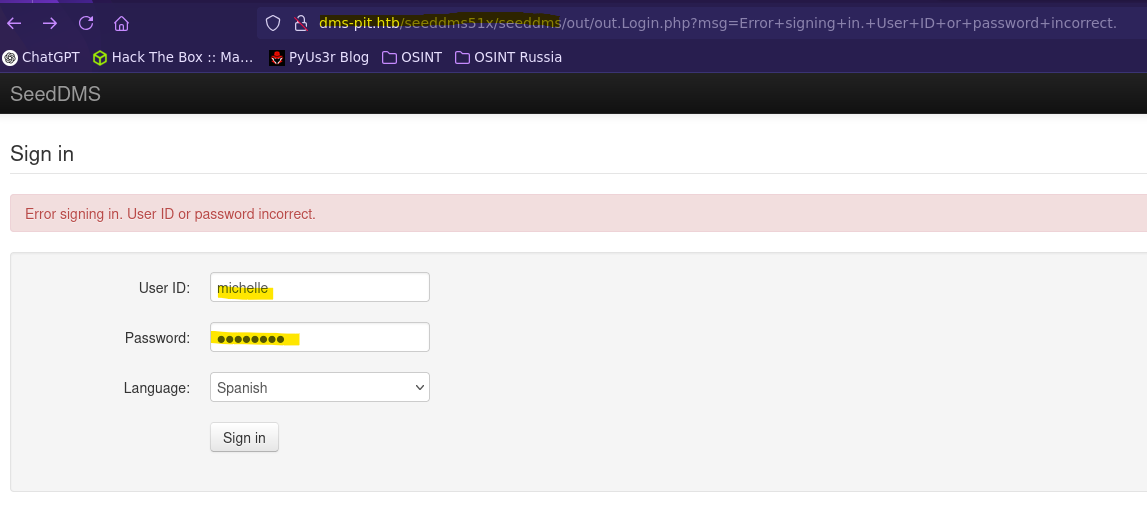 dms-pit.htb/seeddms51x/seeddms/out/out.Login.php?msg=Error+signing+in.+User+ID+or+password+incorrect.
ChatGPT Hack The Box :: Ma... PyUs3r Blog OSINT OSINT Russia
SeedDMS
Sign in
Error signing in. User ID or password incorrect.
User ID: michelle
Password: ●●●●●●●●
Language: Spanish
Sign in